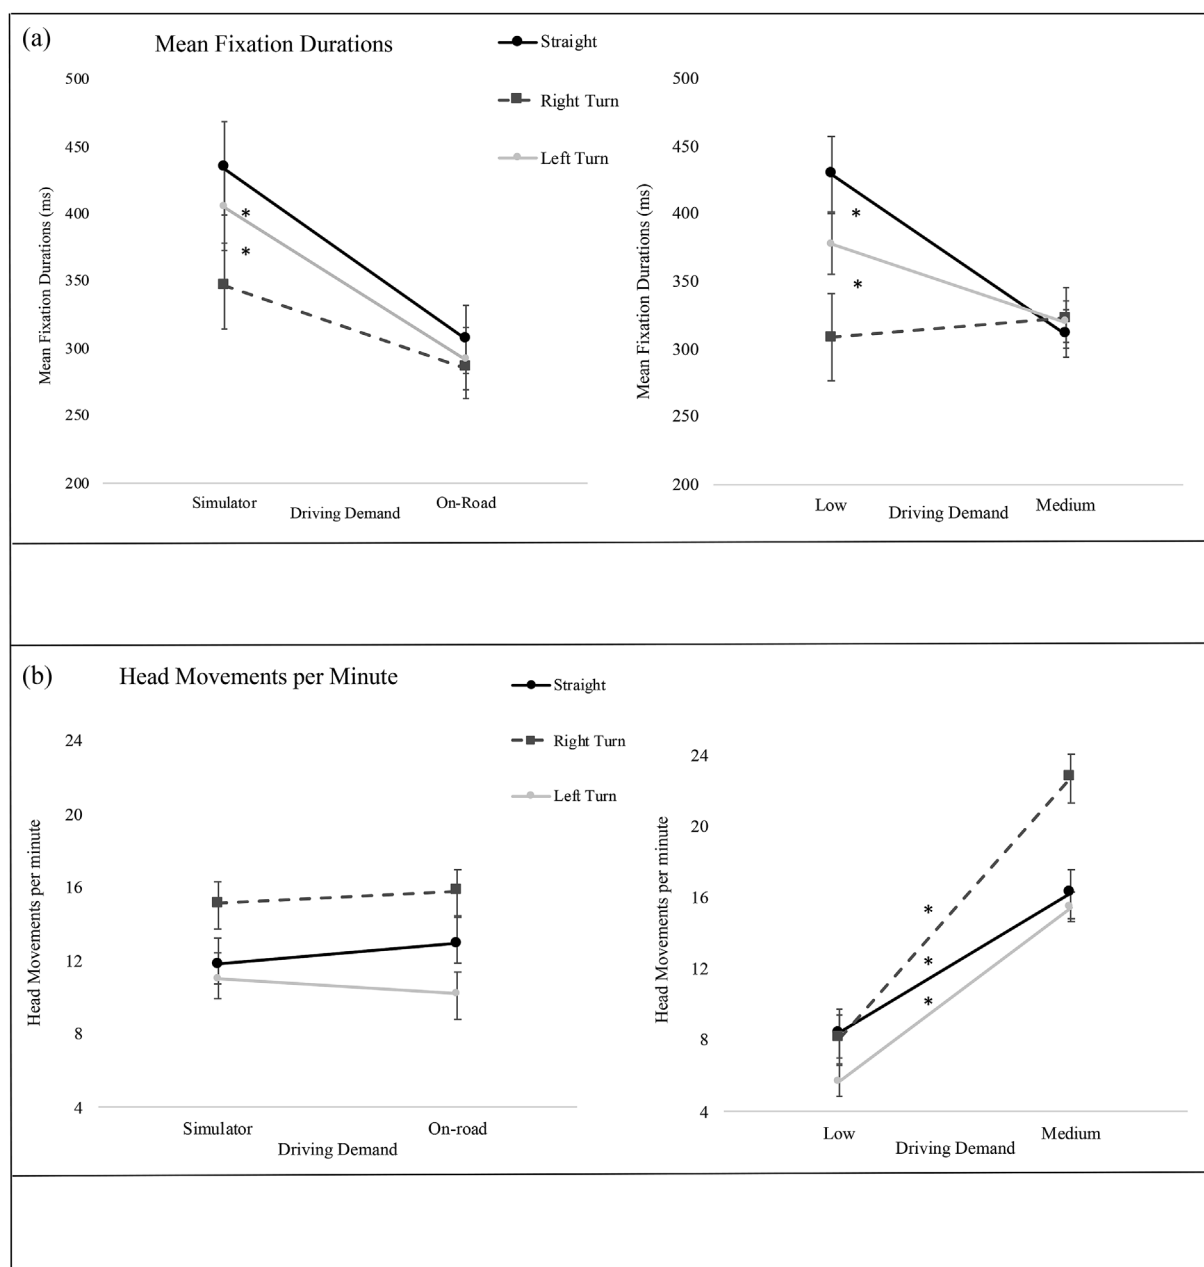 (a)
Mean Fixation Durations
Straight
Right Turn
Left Turn
Mean Fixation Durations (ms)
500
450
400
350
300
250
200
*
*
Simulator
On-Road
Driving Demand
Mean Fixation Durations (ms)
500
450
400
350
300
250
200
*
*
Low
Medium
Driving Demand
(b)
Head Movements per Minute
Straight
Right Turn
Left Turn
Head Movements per minute
24
20
16
12
8
4
Simulator
On-road
Driving Demand
Head Movements per minute
24
20
16
12
8
4
*
*
*
Low
Medium
Driving Demand